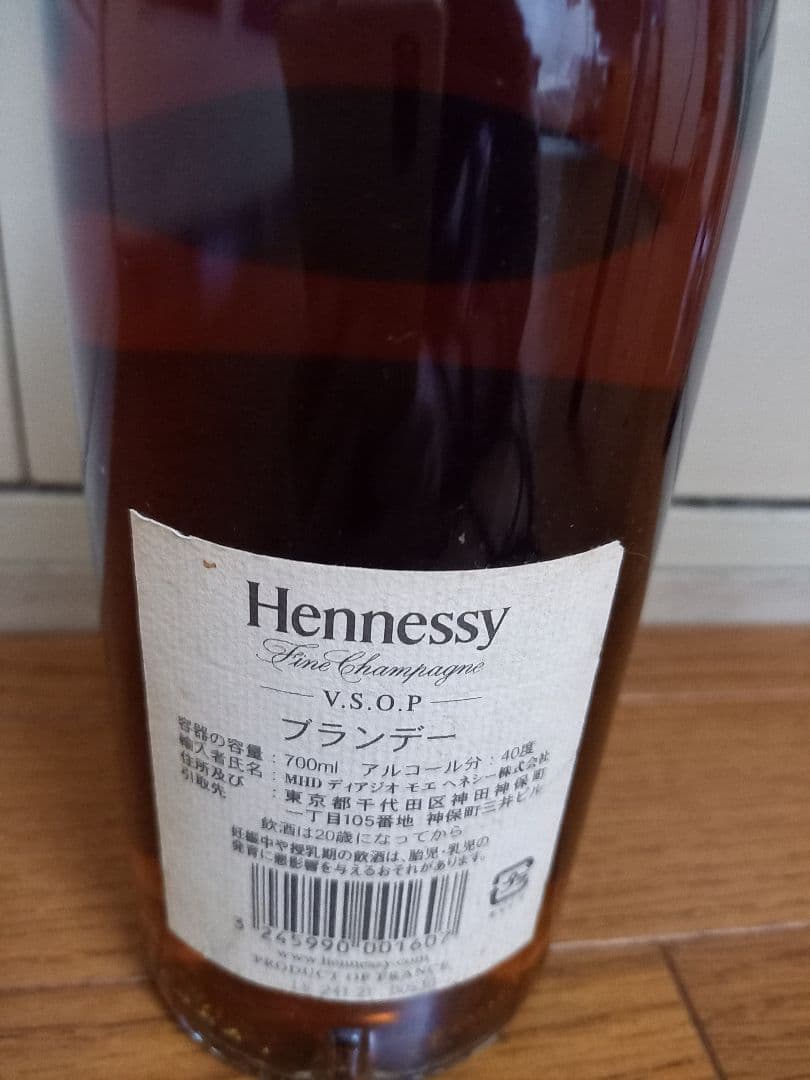 Hennessy
Fine Champagne
V.S.O.P
ブランデー
容器の容量：700ml アルコール分：40度
輸入者氏名：MHD ディアジオ モエ ヘネシー株式会社
住所及び引取先：東京都千代田区神田神保町
一丁目105番地 神保町三井ビル
飲酒は20歳になってから
妊娠中や授乳期の飲酒は、胎児・乳児の
発育に悪影響を与えるおそれがあります。
3 245990 001607
www.hennessy.com
PRODUCT OF FRANCE